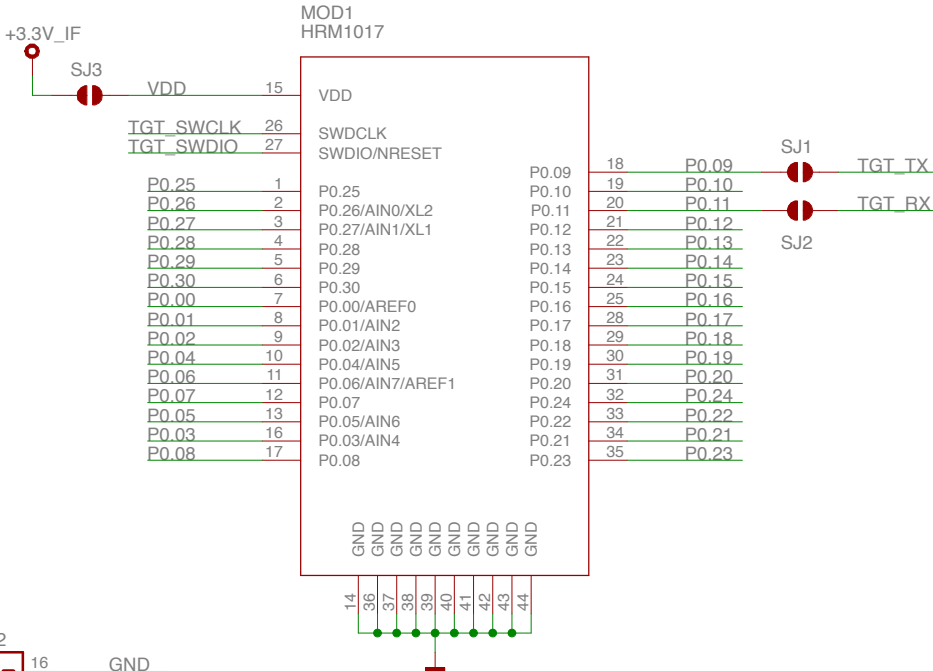 MOD1
HRM1017
+3.3V_IF
SJ3
VDD 15 VDD
TGT_SWCLK 26 SWDCLK
TGT_SWDIO 27 SWDIO/NRESET
P0.25 1 P0.25
P0.26 2 P0.26/AIN0/XL2
P0.27 3 P0.27/AIN1/XL1
P0.28 4 P0.28
P0.29 5 P0.29
P0.30 6 P0.30
P0.00 7 P0.00/AREF0
P0.01 8 P0.01/AIN2
P0.02 9 P0.02/AIN3
P0.04 10 P0.04/AIN5
P0.06 11 P0.06/AIN7/AREF1
P0.07 12 P0.07
P0.05 13 P0.05/AIN6
P0.03 16 P0.03/AIN4
P0.08 17 P0.08
SJ1
P0.09 18 P0.09 TGT_TX
P0.10 19 P0.10
P0.11 20 P0.11 TGT_RX
P0.12 21 P0.12
SJ2
P0.13 22 P0.13
P0.14 23 P0.14
P0.15 24 P0.15
P0.16 25 P0.16
P0.17 28 P0.17
P0.18 29 P0.18
P0.19 30 P0.19
P0.20 31 P0.20
P0.24 32 P0.24
P0.22 33 P0.22
P0.21 34 P0.21
P0.23 35 P0.23
GND GND GND GND GND GND GND GND GND GND
14 36 37 38 39 40 41 42 43 44
2
16 GND